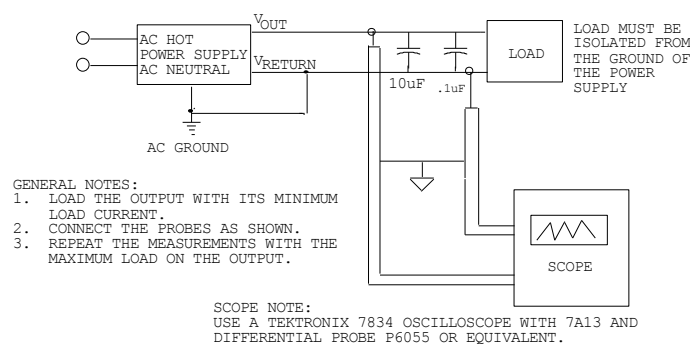 VOUT
AC HOT
POWER SUPPLY
AC NEUTRAL
VRETURN
AC GROUND
10uF
.1uF
LOAD
LOAD MUST BE
ISOLATED FROM
THE GROUND OF
THE POWER
SUPPLY
GENERAL NOTES:
1. LOAD THE OUTPUT WITH ITS MINIMUM
LOAD CURRENT.
2. CONNECT THE PROBES AS SHOWN.
3. REPEAT THE MEASUREMENTS WITH THE
MAXIMUM LOAD ON THE OUTPUT.
SCOPE
SCOPE NOTE:
USE A TEKTRONIX 7834 OSCILLOSCOPE WITH 7A13 AND
DIFFERENTIAL PROBE P6055 OR EQUIVALENT.